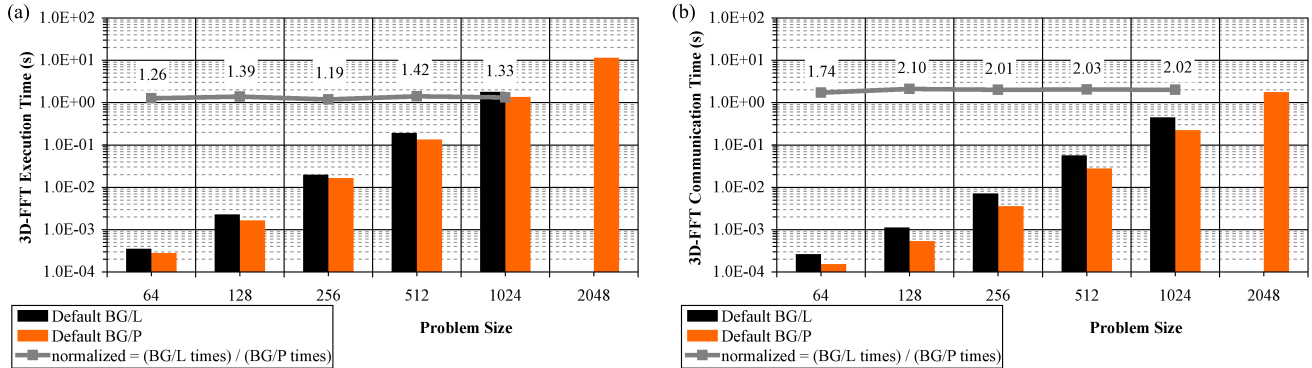 (a)
3D-FFT Execution Time (s)
1.0E+02
1.0E+01
1.0E+00
1.0E-01
1.0E-02
1.0E-03
1.0E-04
1.26
1.39
1.19
1.42
1.33
64
128
256
512
1024
2048
Problem Size
Default BG/L
Default BG/P
normalized = (BG/L times) / (BG/P times)
(b)
3D-FFT Communication Time (s)
1.0E+02
1.0E+01
1.0E+00
1.0E-01
1.0E-02
1.0E-03
1.0E-04
1.74
2.10
2.01
2.03
2.02
64
128
256
512
1024
2048
Problem Size
Default BG/L
Default BG/P
normalized = (BG/L times) / (BG/P times)